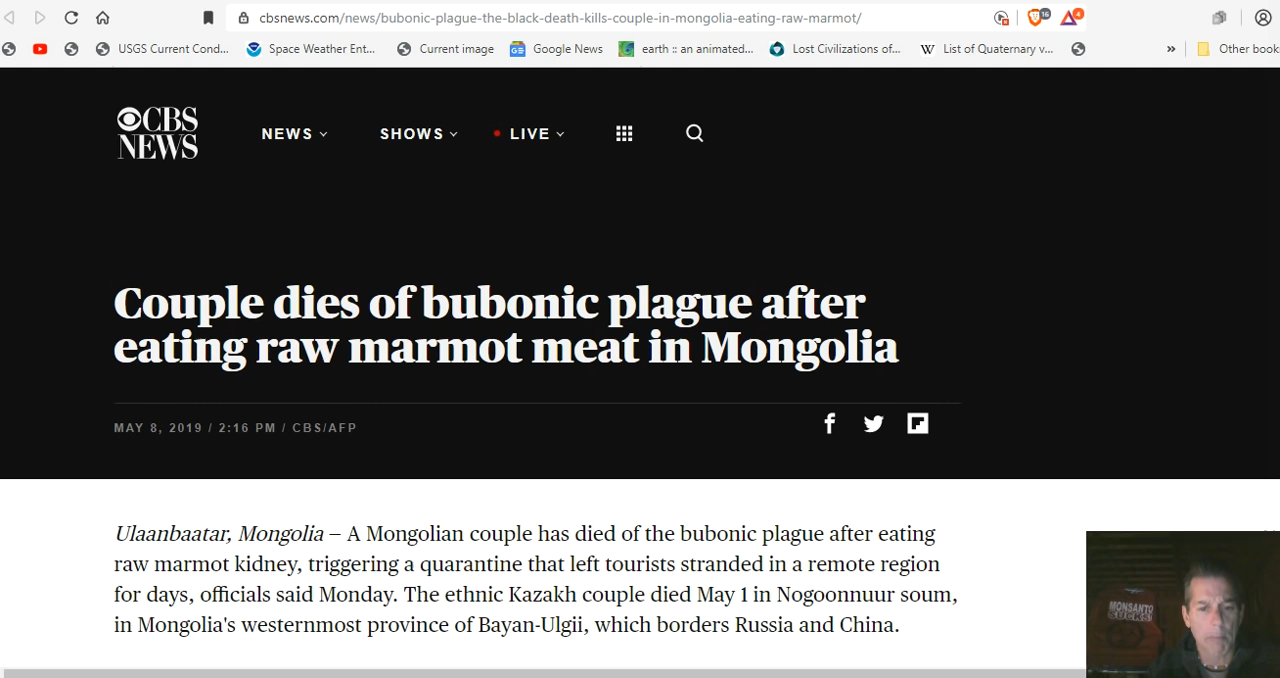 cbsnews.com/news/bubonic-plague-the-black-death-kills-couple-in-mongolia-eating-raw-marmot/
16
4
USGS Current Cond...
Space Weather Ent...
Current image
Google News
earth :: an animated...
Lost Civilizations of...
W
List of Quaternary v...
»
Other book
CBS
NEWS
NEWS
SHOWS
LIVE
Couple dies of bubonic plague after
eating raw marmot meat in Mongolia
MAY 8, 2019 / 2:16 PM / CBS/AFP
Ulaanbaatar, Mongolia — A Mongolian couple has died of the bubonic plague after eating
raw marmot kidney, triggering a quarantine that left tourists stranded in a remote region
for days, officials said Monday. The ethnic Kazakh couple died May 1 in Nogoonnuur soum,
in Mongolia's westernmost province of Bayan-Ulgii, which borders Russia and China.
MONSANTO
SUCKS!